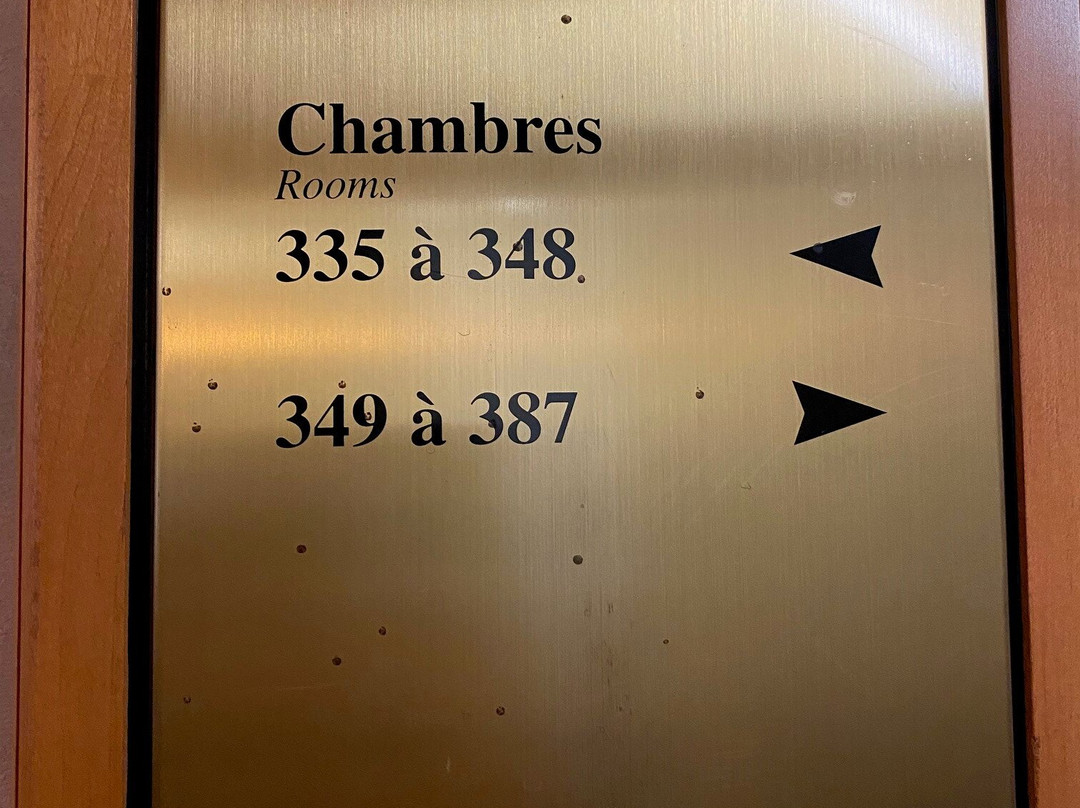 Chambres
Rooms
335 à 348
349 à 387